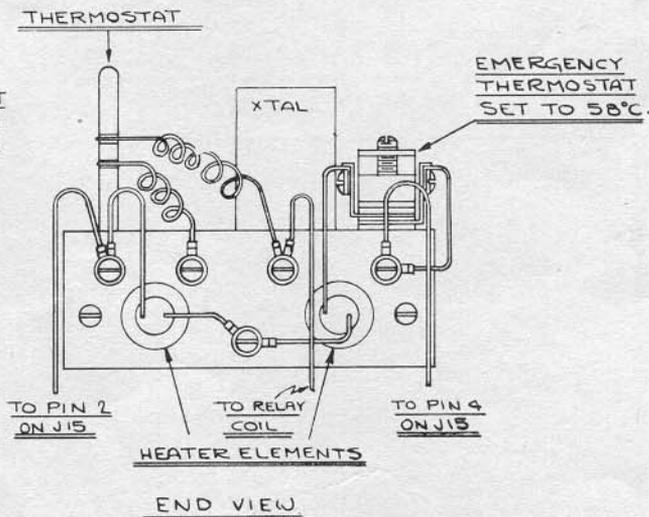 THERMOSTAT
EMERGENCY
THERMOSTAT
SET TO 58°C.
XTAL
TO PIN 2
ON J15
TO RELAY
COIL
TO PIN 4
ON J15
HEATER ELEMENTS
END VIEW